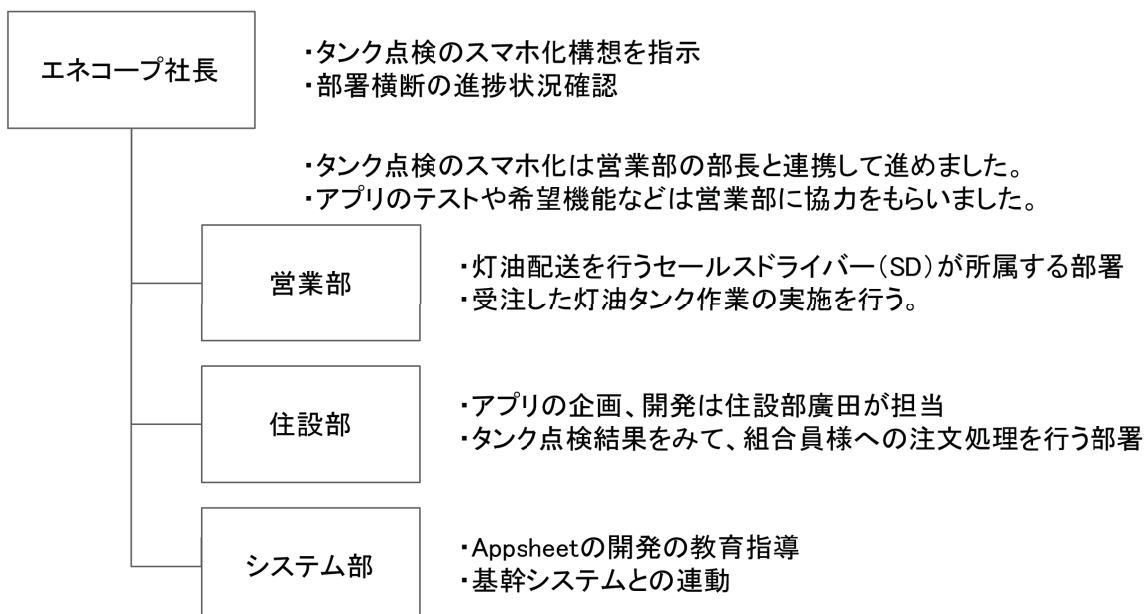 エネコープ社長
・タンク点検のスマホ化構想を指示
・部署横断の進捗状況確認
・タンク点検のスマホ化は営業部の部長と連携して進めました。
・アプリのテストや希望機能などは営業部に協力をもらいました。
営業部
・灯油配送を行うセールスドライバー（SD）が所属する部署
・受注した灯油タンク作業の実施を行う。
住設部
・アプリの企画、開発は住設部廣田が担当
・タンク点検結果をみて、組合員様への注文処理を行う部署
システム部
・Appsheetの開発の教育指導
・基幹システムとの連動